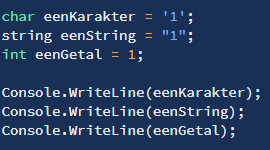 char eenKarakter = '1';
string eenString = "1";
int eenGetal = 1;
Console.WriteLine(eenKarakter);
Console.WriteLine(eenString);
Console.WriteLine(eenGetal);